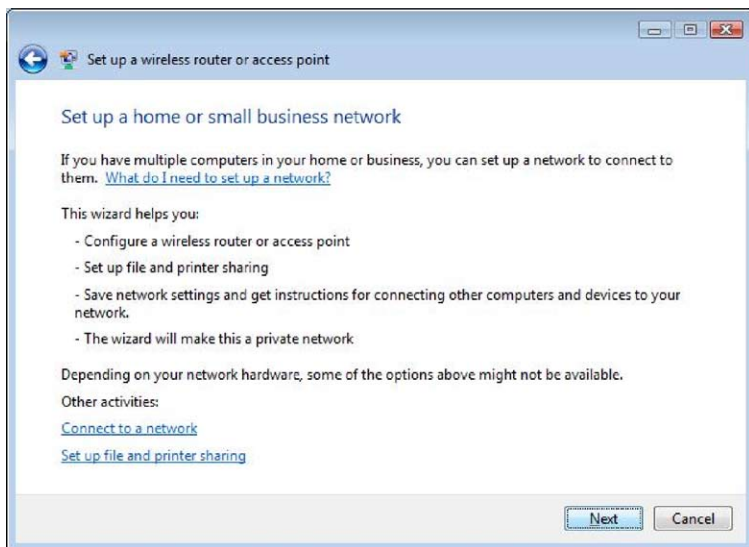 Set up a wireless router or access point
Set up a home or small business network
If you have multiple computers in your home or business, you can set up a network to connect to
them. What do I need to set up a network?
This wizard helps you:
- Configure a wireless router or access point
- Set up file and printer sharing
- Save network settings and get instructions for connecting other computers and devices to your
network.
- The wizard will make this a private network
Depending on your network hardware, some of the options above might not be available.
Other activities:
Connect to a network
Set up file and printer sharing
Next Cancel